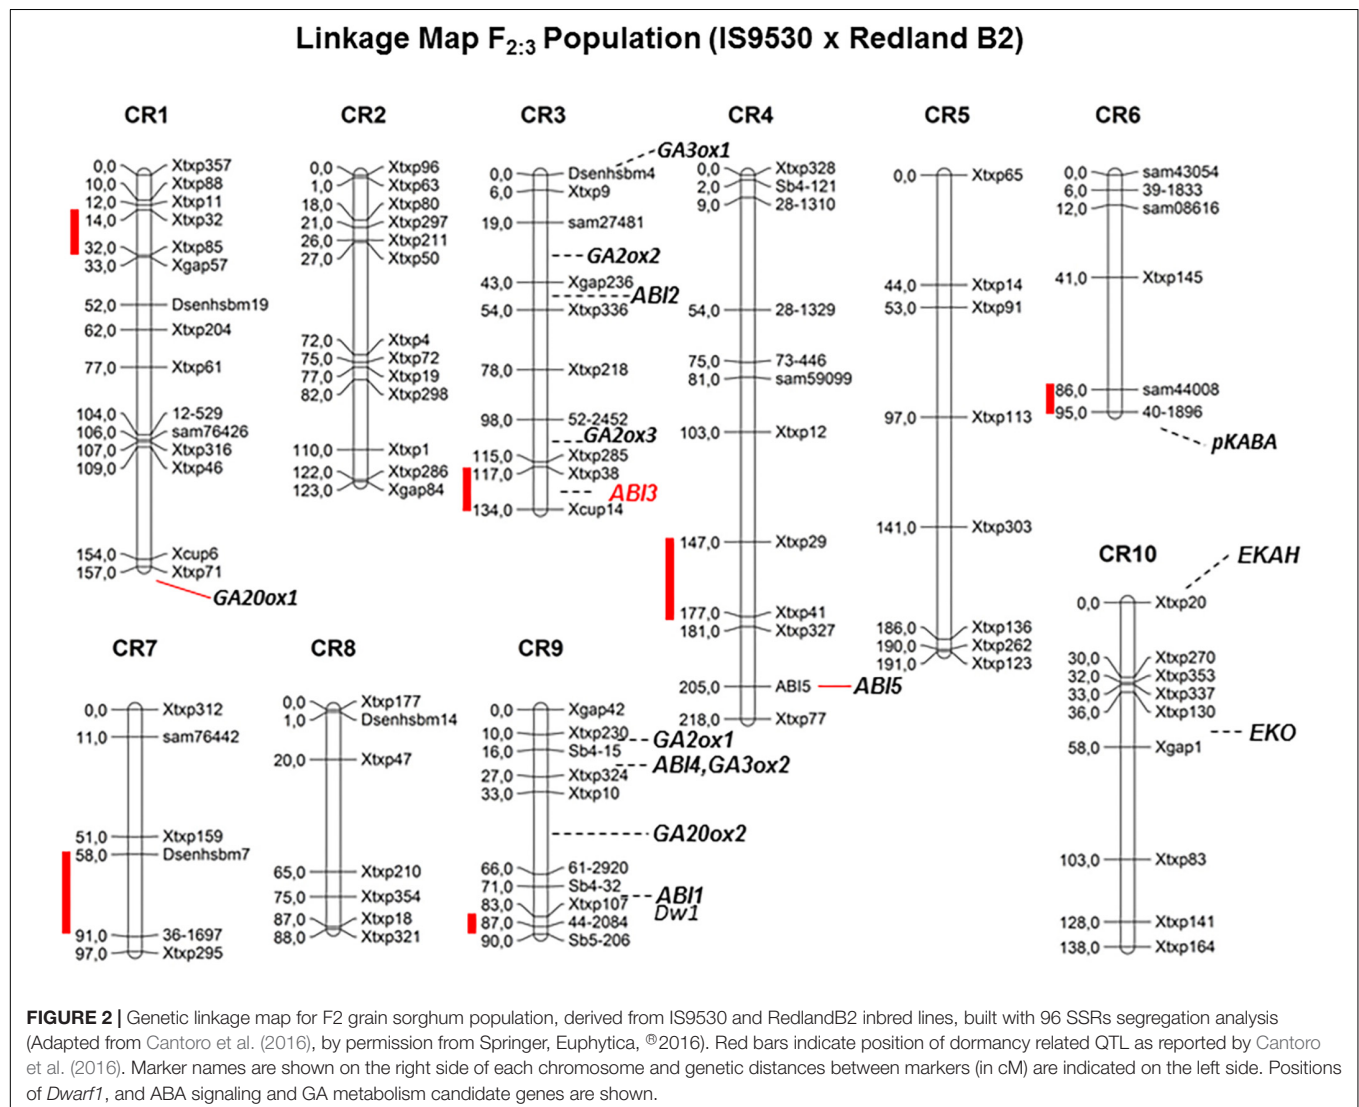 Linkage Map F2:3 Population (IS9530 x Redland B2)
CR1
0,0 Xtxp357
10,0 Xtxp88
12,0 Xtxp11
14,0 Xtxp32
32,0 Xtxp85
33,0 Xgap57
52,0 Dsenhsbm19
62,0 Xtxp204
77,0 Xtxp61
104,0 12-529
106,0 sam76426
107,0 Xtxp316
109,0 Xtxp46
154,0 Xcup6
157,0 Xtxp71
GA20ox1
CR2
0,0 Xtxp96
1,0 Xtxp63
18,0 Xtxp80
21,0 Xtxp297
26,0 Xtxp211
27,0 Xtxp50
72,0 Xtxp4
75,0 Xtxp72
77,0 Xtxp19
82,0 Xtxp298
110,0 Xtxp1
122,0 Xtxp286
123,0 Xgap84
CR3
GA3ox1
0,0 Dsenhsbm4
6,0 Xtxp9
19,0 sam27481
GA2ox2
43,0 Xgap236
ABI2
54,0 Xtxp336
78,0 Xtxp218
98,0 52-2452
GA2ox3
115,0 Xtxp285
117,0 Xtxp38
ABI3
134,0 Xcup14
CR4
0,0 Xtxp328
2,0 Sb4-121
9,0 28-1310
54,0 28-1329
75,0 73-446
81,0 sam59099
103,0 Xtxp12
147,0 Xtxp29
177,0 Xtxp41
181,0 Xtxp327
205,0 ABI5 ABI5
218,0 Xtxp77
CR5
0,0 Xtxp65
44,0 Xtxp14
53,0 Xtxp91
97,0 Xtxp113
141,0 Xtxp303
186,0 Xtxp136
190,0 Xtxp262
191,0 Xtxp123
CR6
0,0 sam43054
6,0 39-1833
12,0 sam08616
41,0 Xtxp145
86,0 sam44008
95,0 40-1896
pKABA
CR7
0,0 Xtxp312
11,0 sam76442
51,0 Xtxp159
58,0 Dsenhsbm7
91,0 36-1697
97,0 Xtxp295
CR8
0,0 Xtxp177
1,0 Dsenhsbm14
20,0 Xtxp47
65,0 Xtxp210
75,0 Xtxp354
87,0 Xtxp18
88,0 Xtxp321
CR9
0,0 Xgap42
10,0 Xtxp230
GA2ox1
16,0 Sb4-15
ABI4,GA3ox2
27,0 Xtxp324
33,0 Xtxp10
GA20ox2
66,0 61-2920
71,0 Sb4-32
ABI1
83,0 Xtxp107
Dw1
87,0 44-2084
90,0 Sb5-206
CR10
EKAH
0,0 Xtxp20
30,0 Xtxp270
32,0 Xtxp353
33,0 Xtxp337
36,0 Xtxp130
EKO
58,0 Xgap1
103,0 Xtxp83
128,0 Xtxp141
138,0 Xtxp164
FIGURE 2 | Genetic linkage map for F2 grain sorghum population, derived from IS9530 and RedlandB2 inbred lines, built with 96 SSRs segregation analysis
(Adapted from Cantoro et al. (2016), by permission from Springer, Euphytica, ®2016). Red bars indicate position of dormancy related QTL as reported by Cantoro
et al. (2016). Marker names are shown on the right side of each chromosome and genetic distances between markers (in cM) are indicated on the left side. Positions
of Dwarf1, and ABA signaling and GA metabolism candidate genes are shown.